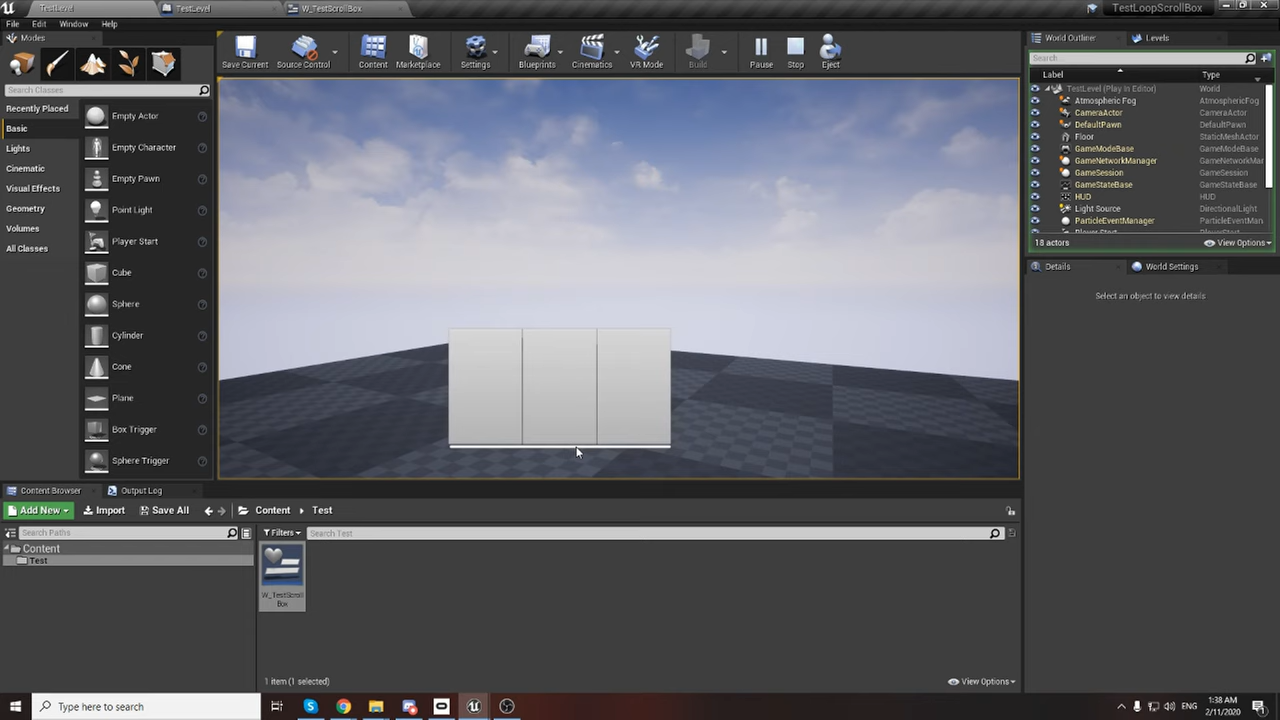 TestLevel
TestLevel
W_TestScrollBox
TestLoopScrollBox
File Edit Window Help
Modes
Search Classes
Recently Placed
Basic
Lights
Cinematic
Visual Effects
Geometry
Volumes
All Classes
Empty Actor
Empty Character
Empty Pawn
Point Light
Player Start
Cube
Sphere
Cylinder
Cone
Plane
Box Trigger
Sphere Trigger
Save Current
Source Control
Content
Marketplace
Settings
Blueprints
Cinematics
VR Mode
Build
Pause
Stop
Eject
World Outliner
Levels
Search...
Label Type
TestLevel (Play In Editor) World
Atmospheric Fog AtmosphericFog
CameraActor CameraActor
DefaultPawn DefaultPawn
Floor StaticMeshActor
GameModeBase GameModeBase
GameNetworkManager GameNetworkMar
GameSession GameSession
GameStateBase GameStateBase
HUD HUD
Light Source DirectionalLight
ParticleEventManager ParticleEventMan
18 actors View Options
Details
World Settings
Select an object to view details
Content Browser
Output Log
Add New
Import
Save All
Content
Test
Search Paths
Filters
Search Test
Content
Test
W_TestScroll
Box
1 item (1 selected)
View Options
Type here to search
ENG
1:38 AM
2/11/2020